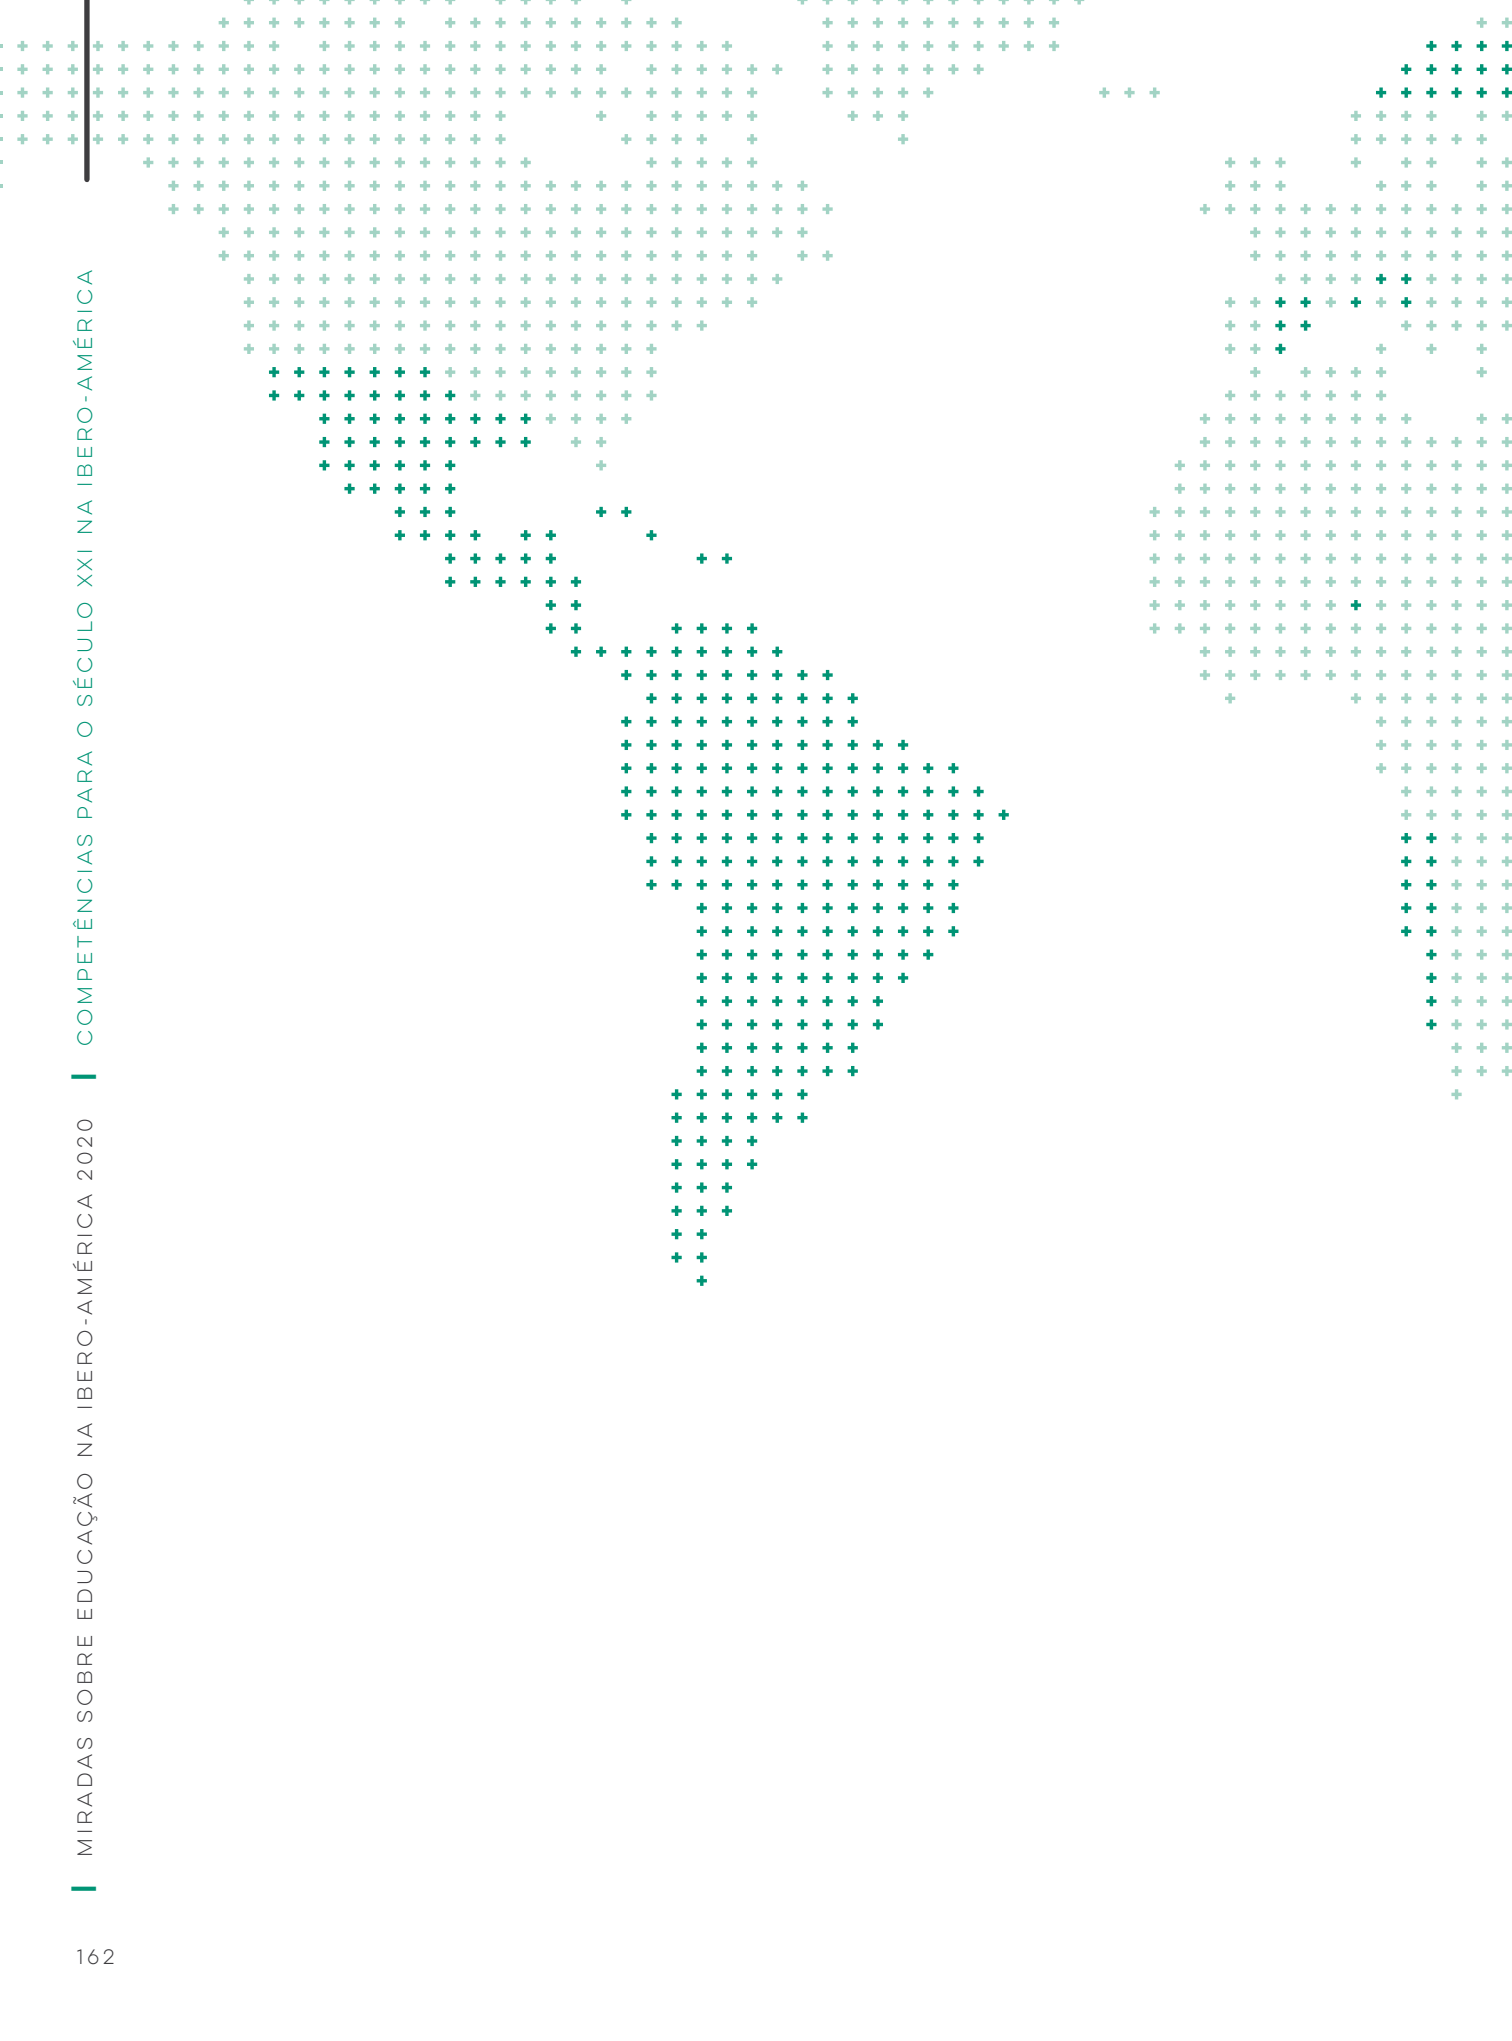 MIRADAS SOBRE EDUCAÇÃO NA IBERO-AMÉRICA 2020 | COMPETÊNCIAS PARA O SÉCULO XXI NA IBERO-AMÉRICA
162